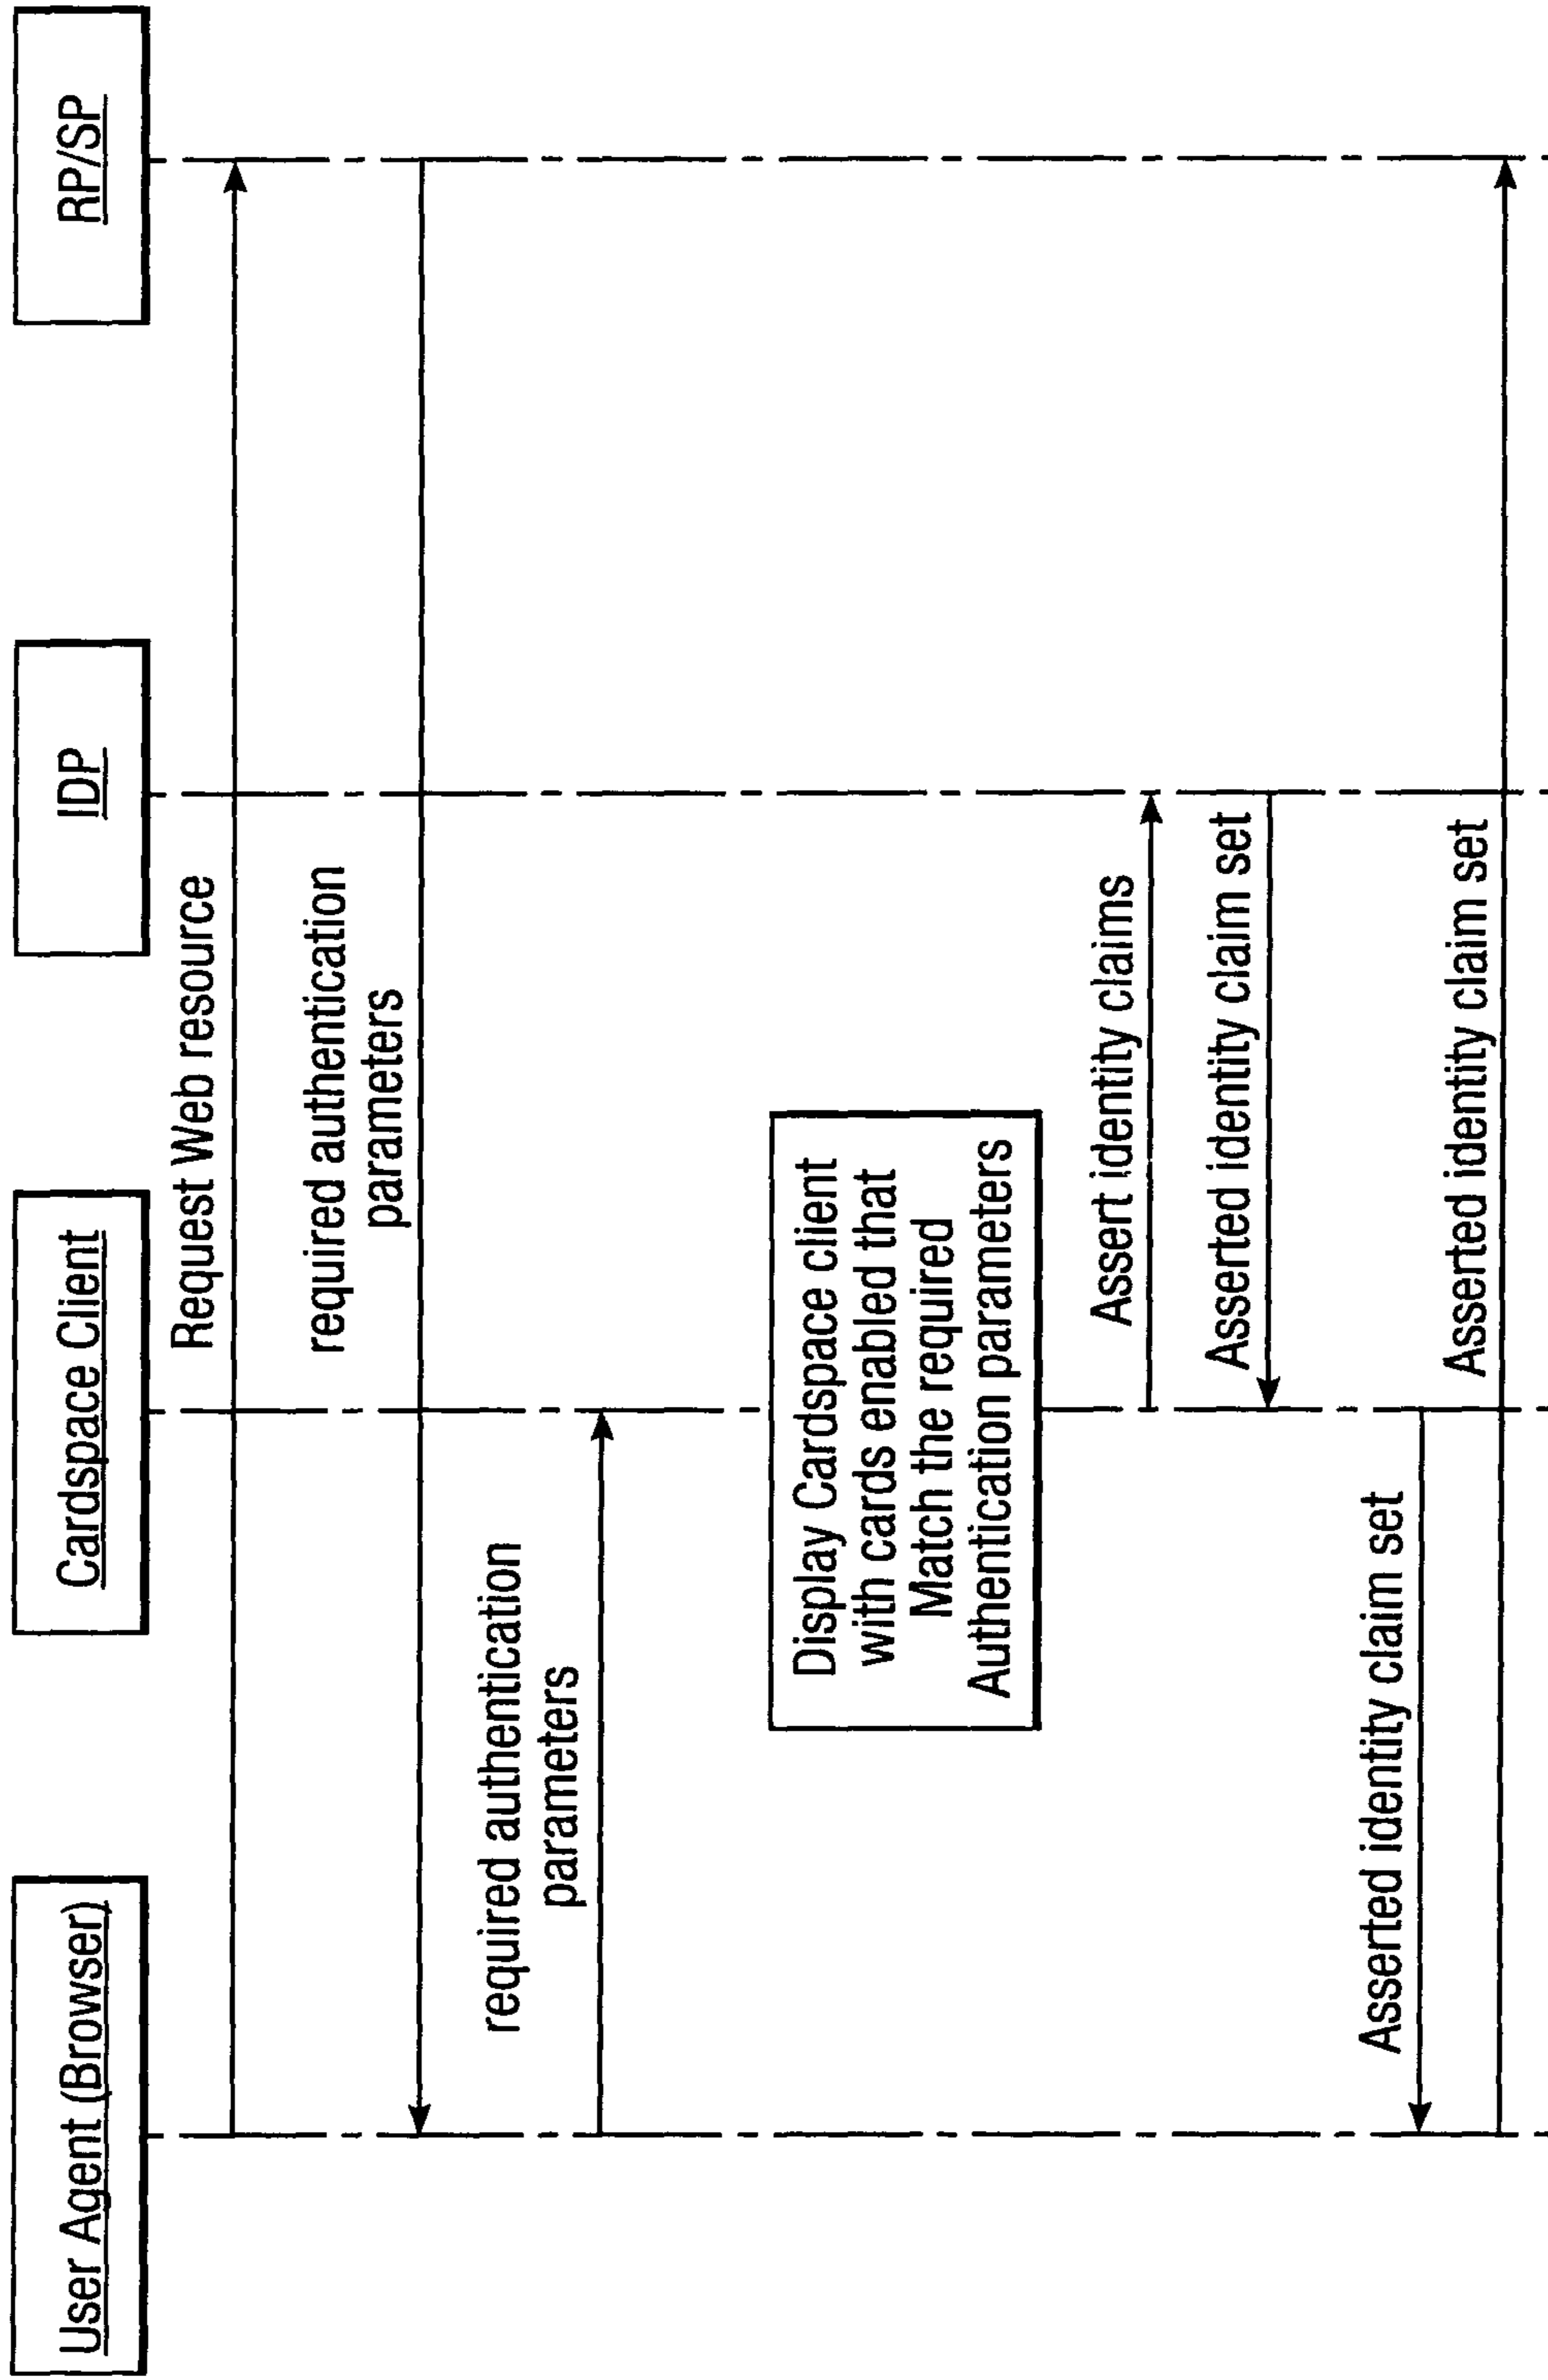 User Agent (Browser)
Cardspace Client
IDP
RP/SP
Request Web resource
required authentication
parameters
required authentication
parameters
Display Cardspace client
with cards enabled that
Match the required
Authentication parameters
Assert identity claims
Asserted identity claim set
Asserted identity claim set
Asserted identity claim set